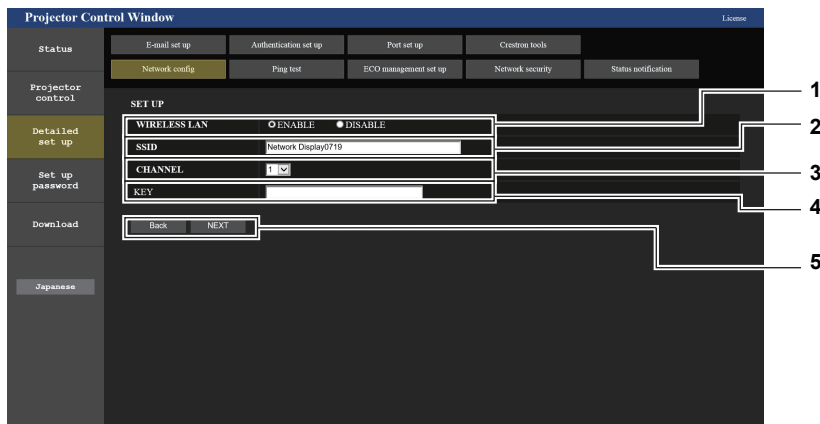 Projector Control Window
License
Status
Projector
control
Detailed
set up
Set up
password
Download
Japanese
E-mail set up
Authentication set up
Port set up
Crestron tools
Network config
Ping test
ECO management set up
Network security
Status notification
SET UP
WIRELESS LAN ENABLE DISABLE
SSID Network Display0719
CHANNEL 1
KEY
Back NEXT
1
2
3
4
5